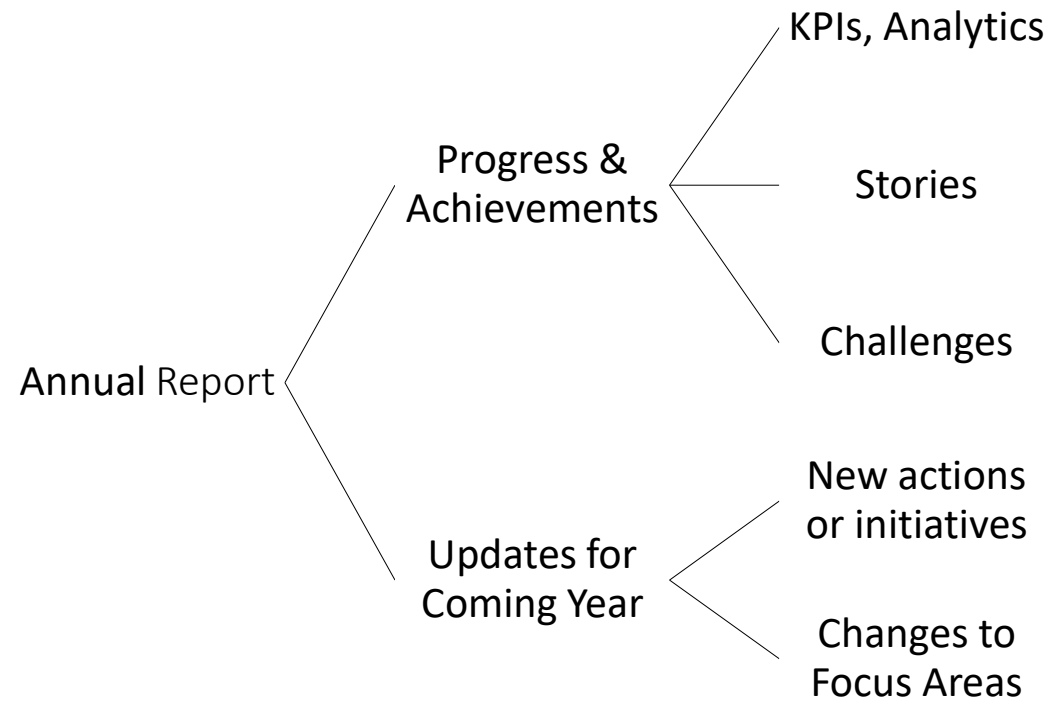 KPIs, Analytics
Progress &
Achievements
Stories
Challenges
Annual Report
New actions
or initiatives
Updates for
Coming Year
Changes to
Focus Areas